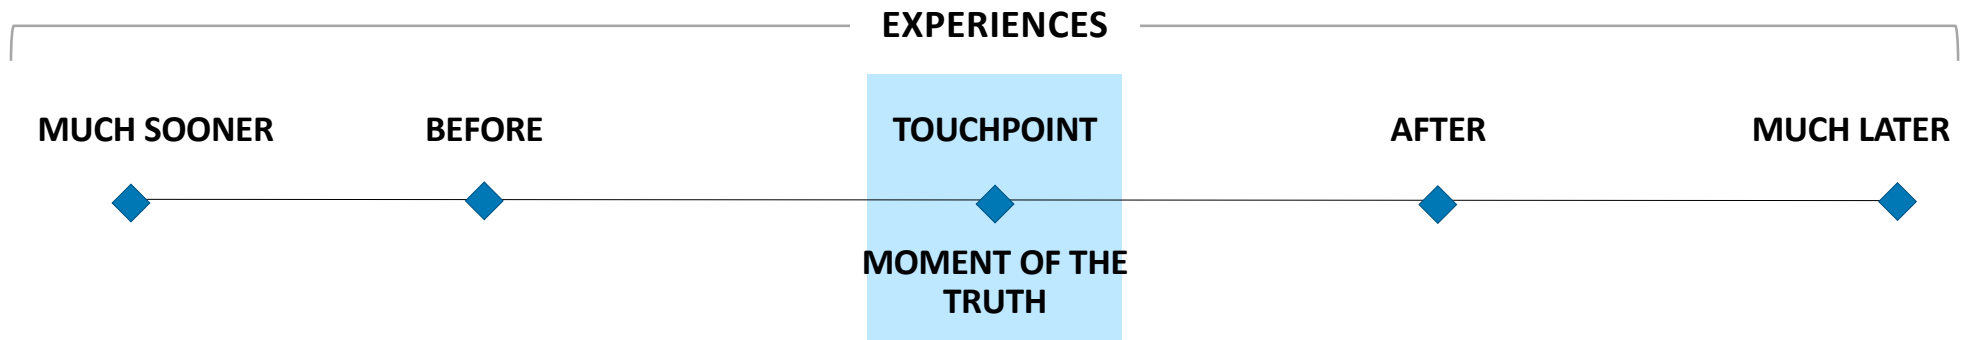 EXPERIENCES
MUCH SOONER
BEFORE
TOUCHPOINT
AFTER
MUCH LATER
MOMENT OF THE
TRUTH